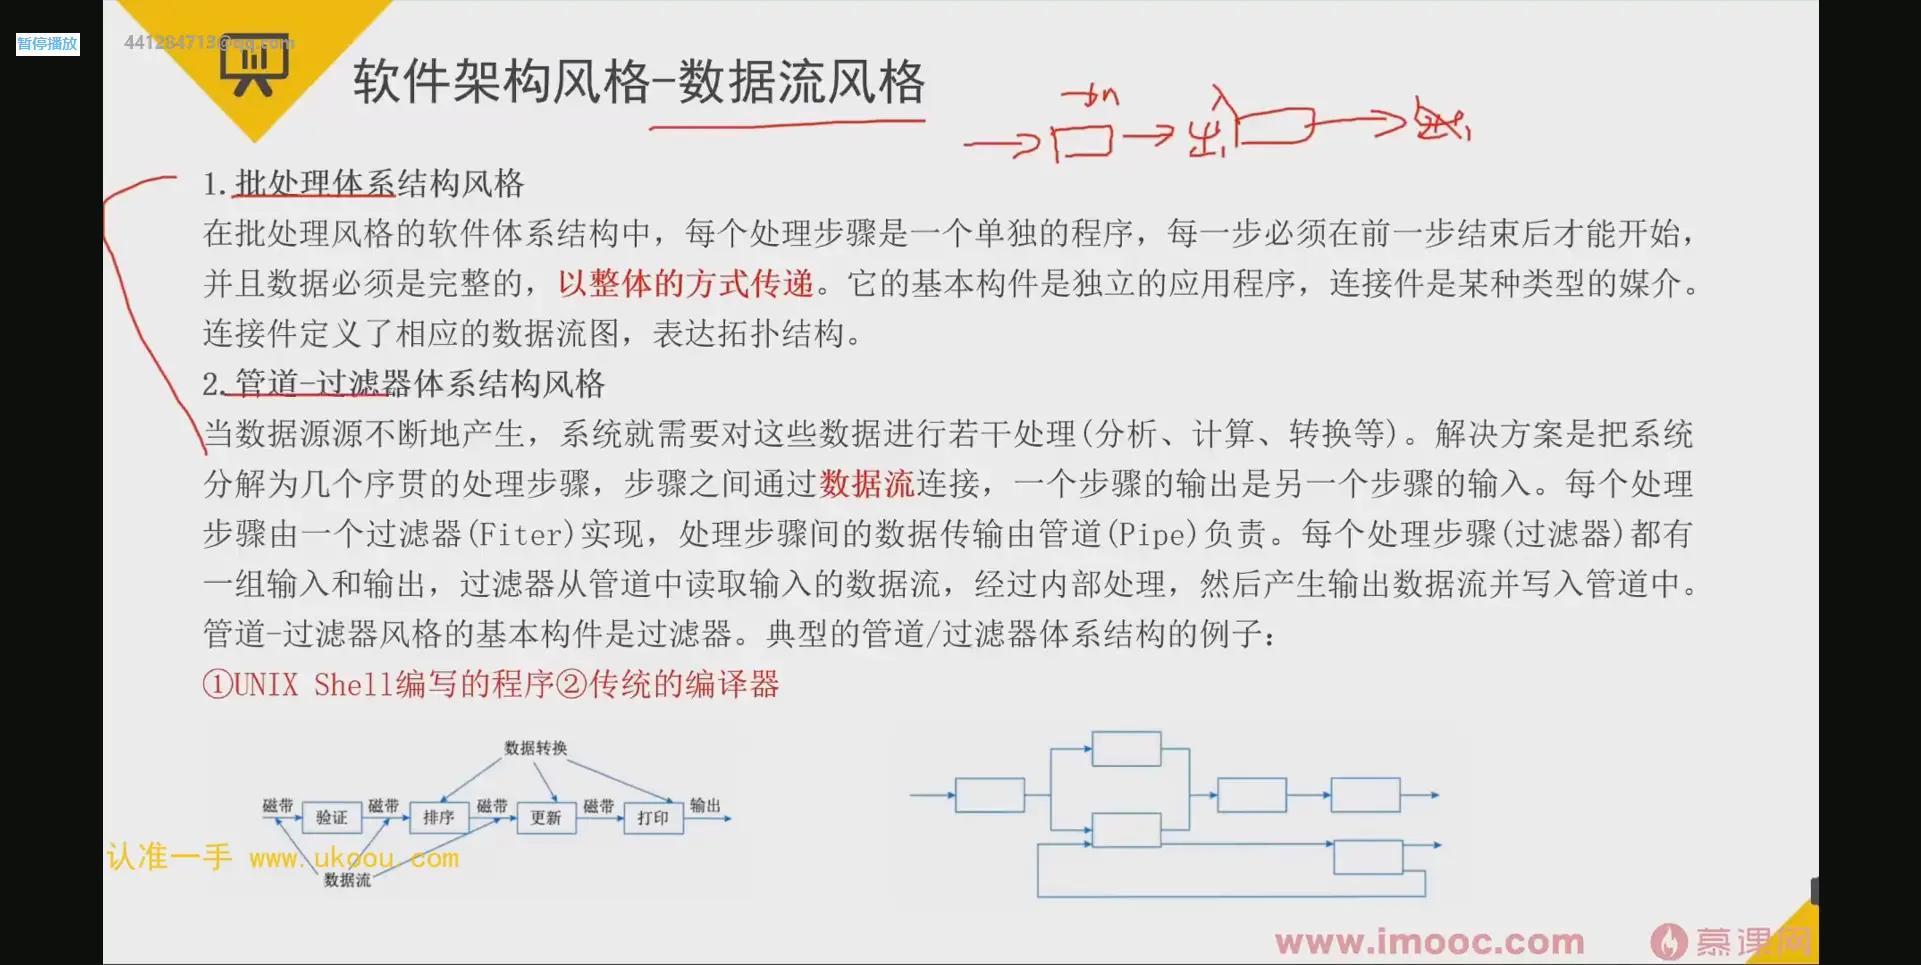 暂停播放
441284713@qq.com
软件架构风格-数据流风格
1.批处理体系结构风格
在批处理风格的软件体系结构中，每个处理步骤是一个单独的程序，每一步必须在前一步结束后才能开始，
并且数据必须是完整的，以整体的方式传递。它的基本构件是独立的应用程序，连接件是某种类型的媒介。
连接件定义了相应的数据流图，表达拓扑结构。
2.管道-过滤器体系结构风格
当数据源源不断地产生，系统就需要对这些数据进行若干处理(分析、计算、转换等)。解决方案是把系统
分解为几个序贯的处理步骤，步骤之间通过数据流连接，一个步骤的输出是另一个步骤的输入。每个处理
步骤由一个过滤器(Fiter)实现，处理步骤间的数据传输由管道(Pipe)负责。每个处理步骤(过滤器)都有
一组输入和输出，过滤器从管道中读取输入的数据流，经过内部处理，然后产生输出数据流并写入管道中。
管道-过滤器风格的基本构件是过滤器。典型的管道/过滤器体系结构的例子：
①UNIX Shell编写的程序②传统的编译器
数据转换
磁带 验证 磁带 排序 磁带 更新 磁带 打印 输出
数据流
认准一手 www.ukoou.com
www.imooc.com
慕课网